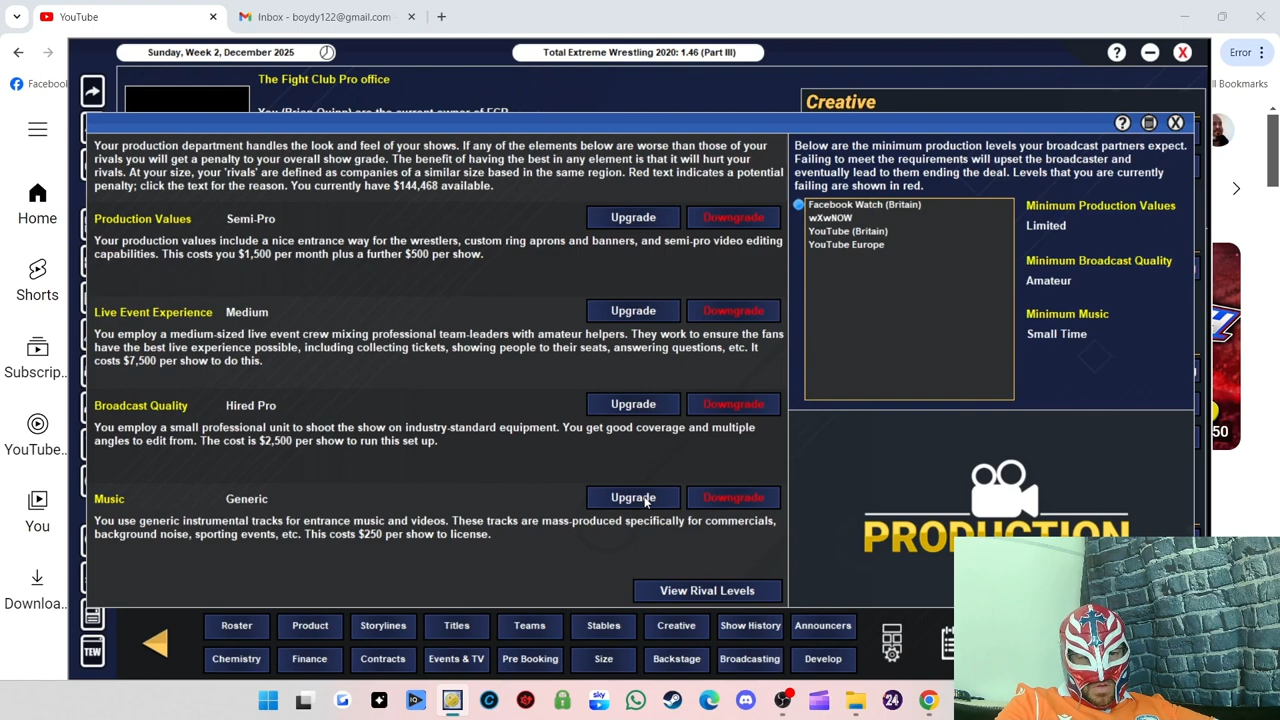 YouTube
Inbox - boydy122@gmail.com
Error
Facebook
ll Bookmarks
Sunday, Week 2, December 2025
Total Extreme Wrestling 2020: 1.46 (Part III)
The Fight Club Pro office
You (Brian Quinn) are the current owner of FCP
Creative
Your production department handles the look and feel of your shows. If any of the elements below are worse than those of your
rivals you will get a penalty to your overall show grade. The benefit of having the best in any element is that it will hurt your
rivals. At your size, your 'rivals' are defined as companies of a similar size based in the same region. Red text indicates a potential
penalty; click the text for the reason. You currently have $144,468 available.
Production Values Semi-Pro Upgrade Downgrade
Your production values include a nice entrance way for the wrestlers, custom ring aprons and banners, and semi-pro video editing
capabilities. This costs you $1,500 per month plus a further $500 per show.
Live Event Experience Medium Upgrade Downgrade
You employ a medium-sized live event crew mixing professional team-leaders with amateur helpers. They work to ensure the fans
have the best live experience possible, including collecting tickets, showing people to their seats, answering questions, etc. It
costs $7,500 per show to do this.
Broadcast Quality Hired Pro Upgrade Downgrade
You employ a small professional unit to shoot the show on industry-standard equipment. You get good coverage and multiple
angles to edit from. The cost is $2,500 per show to run this set up.
Music Generic Upgrade Downgrade
You use generic instrumental tracks for entrance music and videos. These tracks are mass-produced specifically for commercials,
background noise, sporting events, etc. This costs $250 per show to license.
View Rival Levels
Below are the minimum production levels your broadcast partners expect.
Failing to meet the requirements will upset the broadcaster and
eventually lead to them ending the deal. Levels that you are currently
failing are shown in red.
Facebook Watch (Britain)
wXwNOW
YouTube (Britain)
YouTube Europe
Minimum Production Values
Limited
Minimum Broadcast Quality
Amateur
Minimum Music
Small Time
PRODUCTION
Home
Shorts
Subscrip...
YouTube...
You
Downloa...
50
TEW
Roster Product Storylines Titles Teams Stables Creative Show History Announcers
Chemistry Finance Contracts Events & TV Pre Booking Size Backstage Broadcasting Develop
sky
24